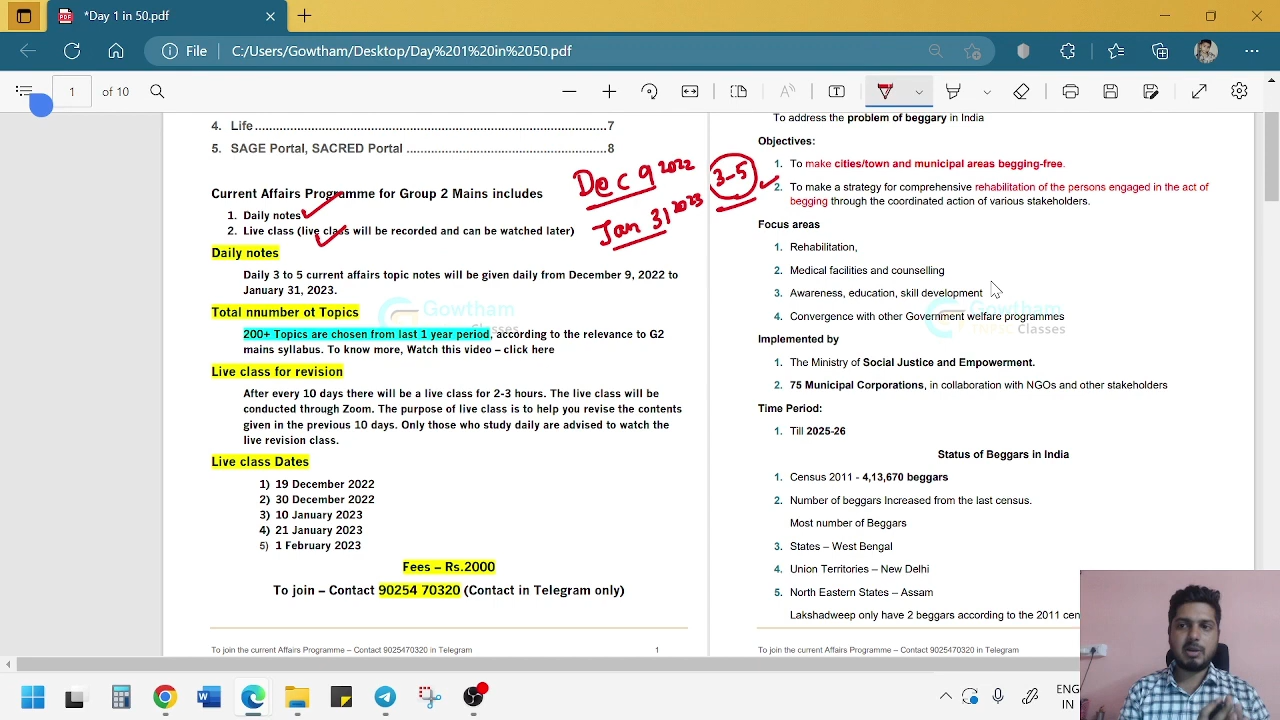 *Day 1 in 50.pdf
File C:/Users/Gowtham/Desktop/Day%201%20in%2050.pdf
1 of 10
4. Life 7
5. SAGE Portal, SACRED Portal 8
Current Affairs Programme for Group 2 Mains includes
1. Daily notes
2. Live class (live class will be recorded and can be watched later)
Dec 9 2022
Jan 31 2023
3-5
Daily notes
Daily 3 to 5 current affairs topic notes will be given daily from December 9, 2022 to
January 31, 2023.
Total nnumber ot Topics
200+ Topics are chosen from last 1 year period, according to the relevance to G2
mains syllabus. To know more, Watch this video – click here
Live class for revision
After every 10 days there will be a live class for 2-3 hours. The live class will be
conducted through Zoom. The purpose of live class is to help you revise the contents
given in the previous 10 days. Only those who study daily are advised to watch the
live revision class.
Live class Dates
1) 19 December 2022
2) 30 December 2022
3) 10 January 2023
4) 21 January 2023
5) 1 February 2023
Fees – Rs.2000
To join – Contact 90254 70320 (Contact in Telegram only)
To join the current Affairs Programme – Contact 9025470320 in Telegram 1
Gowtham
Classes
To address the problem of beggary in India
Objectives:
1. To make cities/town and municipal areas begging-free.
2. To make a strategy for comprehensive rehabilitation of the persons engaged in the act of
begging through the coordinated action of various stakeholders.
Focus areas
1. Rehabilitation,
2. Medical facilities and counselling
3. Awareness, education, skill development
4. Convergence with other Government welfare programmes
Gowtham
Classes
Implemented by
1. The Ministry of Social Justice and Empowerment.
2. 75 Municipal Corporations, in collaboration with NGOs and other stakeholders
Time Period:
1. Till 2025-26
Status of Beggars in India
1. Census 2011 - 4,13,670 beggars
2. Number of beggars Increased from the last census.
Most number of Beggars
3. States – West Bengal
4. Union Territories – New Delhi
5. North Eastern States – Assam
Lakshadweep only have 2 beggars according to the 2011 cen
To join the current Affairs Programme – Contact 9025470320 in Telegram
ENG
IN